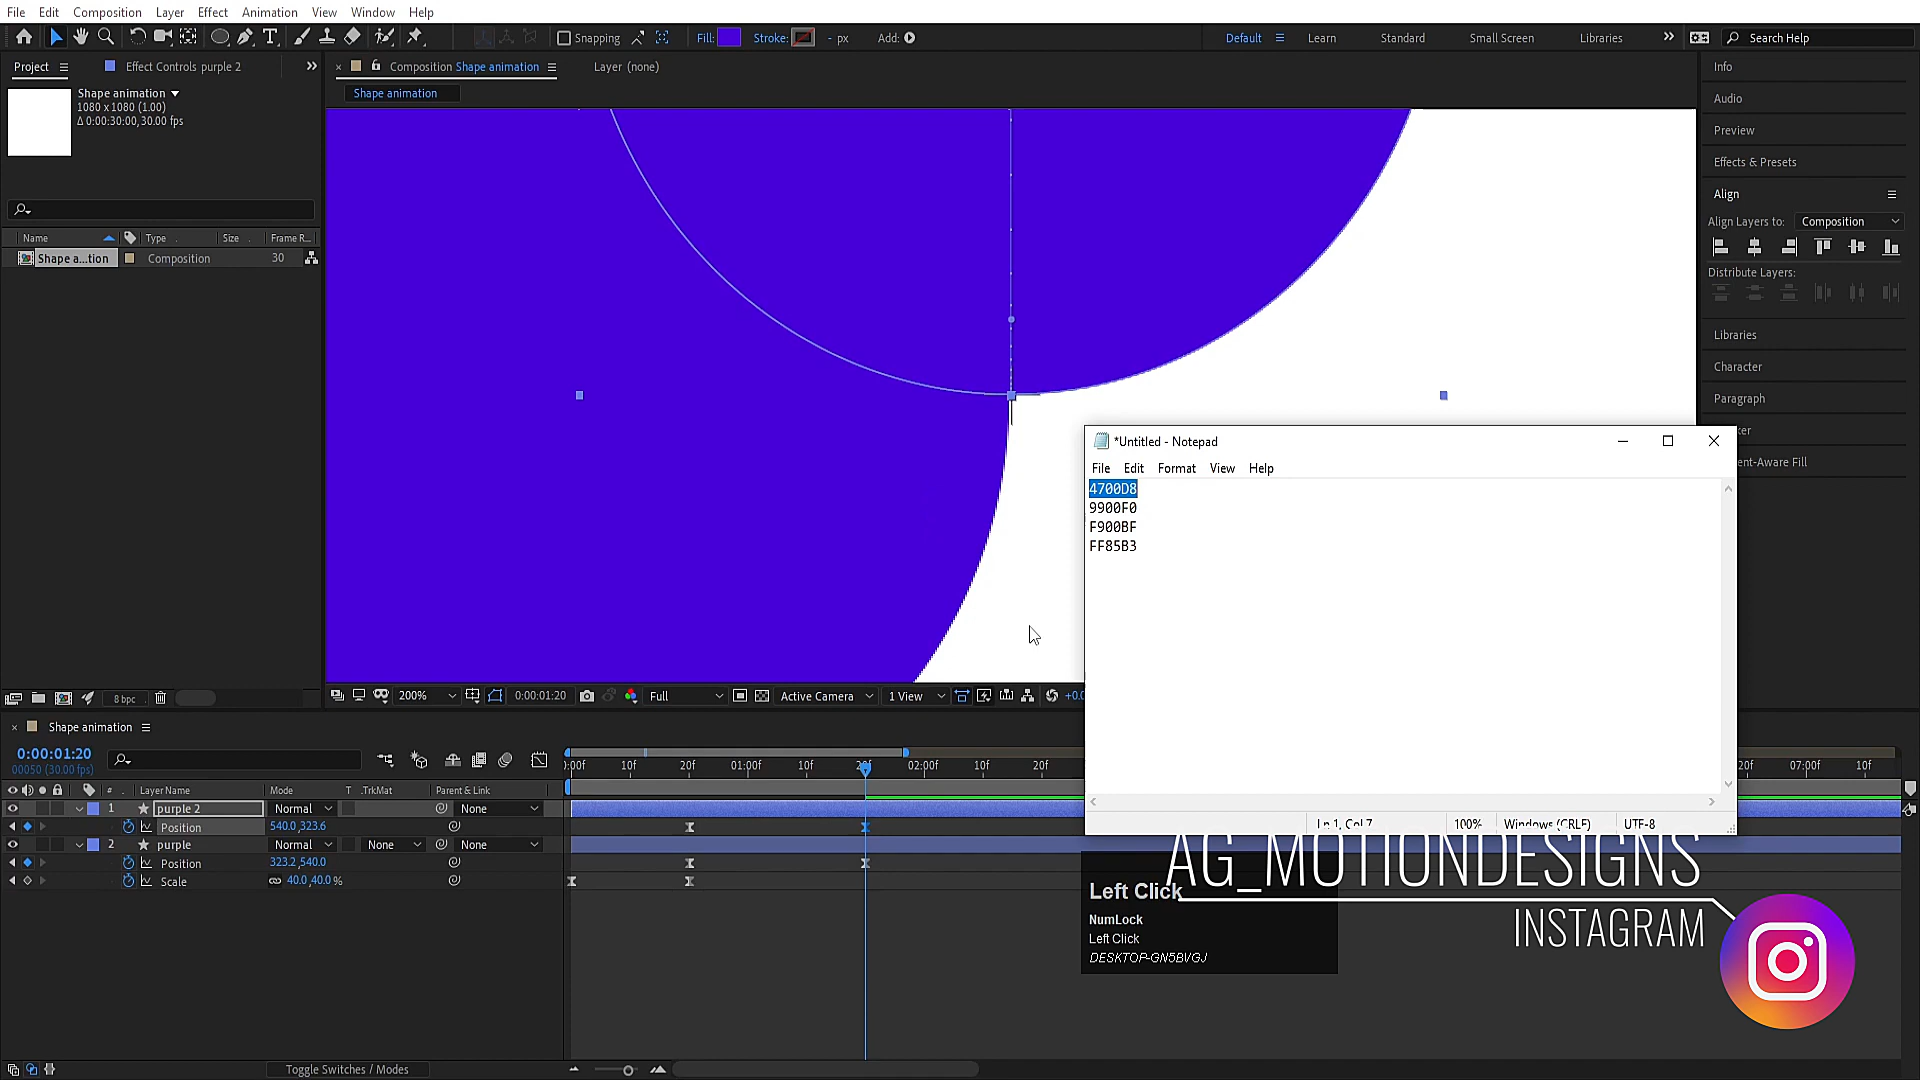 File Edit Composition Layer Effect Animation View Window Help
Snapping Fill: Stroke: - px Add: Default Learn Standard Small Screen Libraries Search Help
Project Effect Controls purple 2 Composition Shape animation Layer (none) Info
Shape animation
Shape animation
1080 x 1080 (1.00)
Δ 0:00:30:00, 30.00 fps
Audio
Preview
Effects & Presets
Align
Align Layers to: Composition
Name Type Size Frame R...
Shape a...tion Composition 30
Distribute Layers:
Libraries
Character
Paragraph
ker
ent-Aware Fill
*Untitled - Notepad
File Edit Format View Help
4700D8
9900F0
F900BF
FF85B3
Ln 1, Col 7 100% Windows (CRLF) UTF-8
8 bpc 200% 0:00:01:20 Full Active Camera 1 View +0.0
Shape animation
0:00:01:20
00050 (30.00 fps)
:00f 10f 20f 01:00f 10f 20f 02:00f 10f 20f 20f 07:00f 10f
# Layer Name Mode T .TrkMat Parent & Link
1 purple 2 Normal None
Position 540.0,323.6
2 purple Normal None None
Position 323.2,540.0
Scale 40.0,40.0 %
AG_MOTIONDESIGNS
INSTAGRAM
Left Click
NumLock
Left Click
DESKTOP-GN5BVGJ
Toggle Switches / Modes